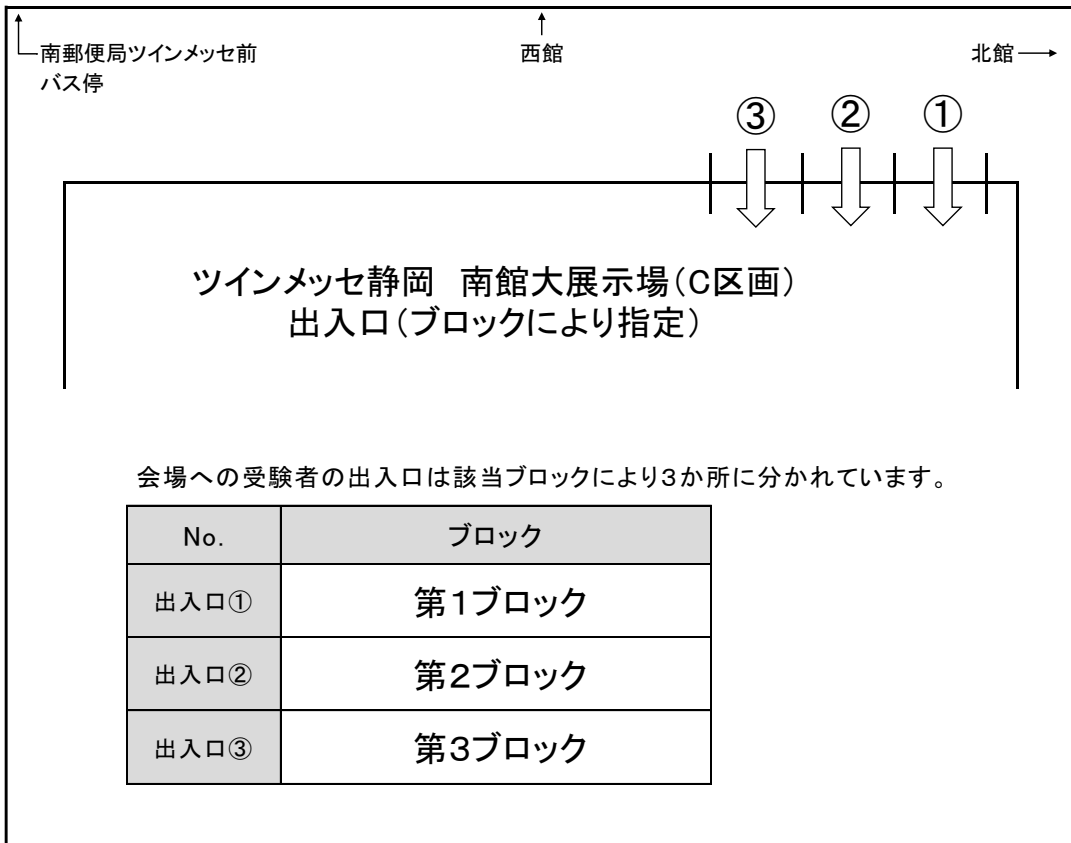 南郵便局ツインメッセ前
バス停
西館
北館
③ ② ①
ツインメッセ静岡　南館大展示場(C区画)
出入口(ブロックにより指定)
会場への受験者の出入口は該当ブロックにより3か所に分かれています。
No. ブロック
出入口① 第1ブロック
出入口② 第2ブロック
出入口③ 第3ブロック